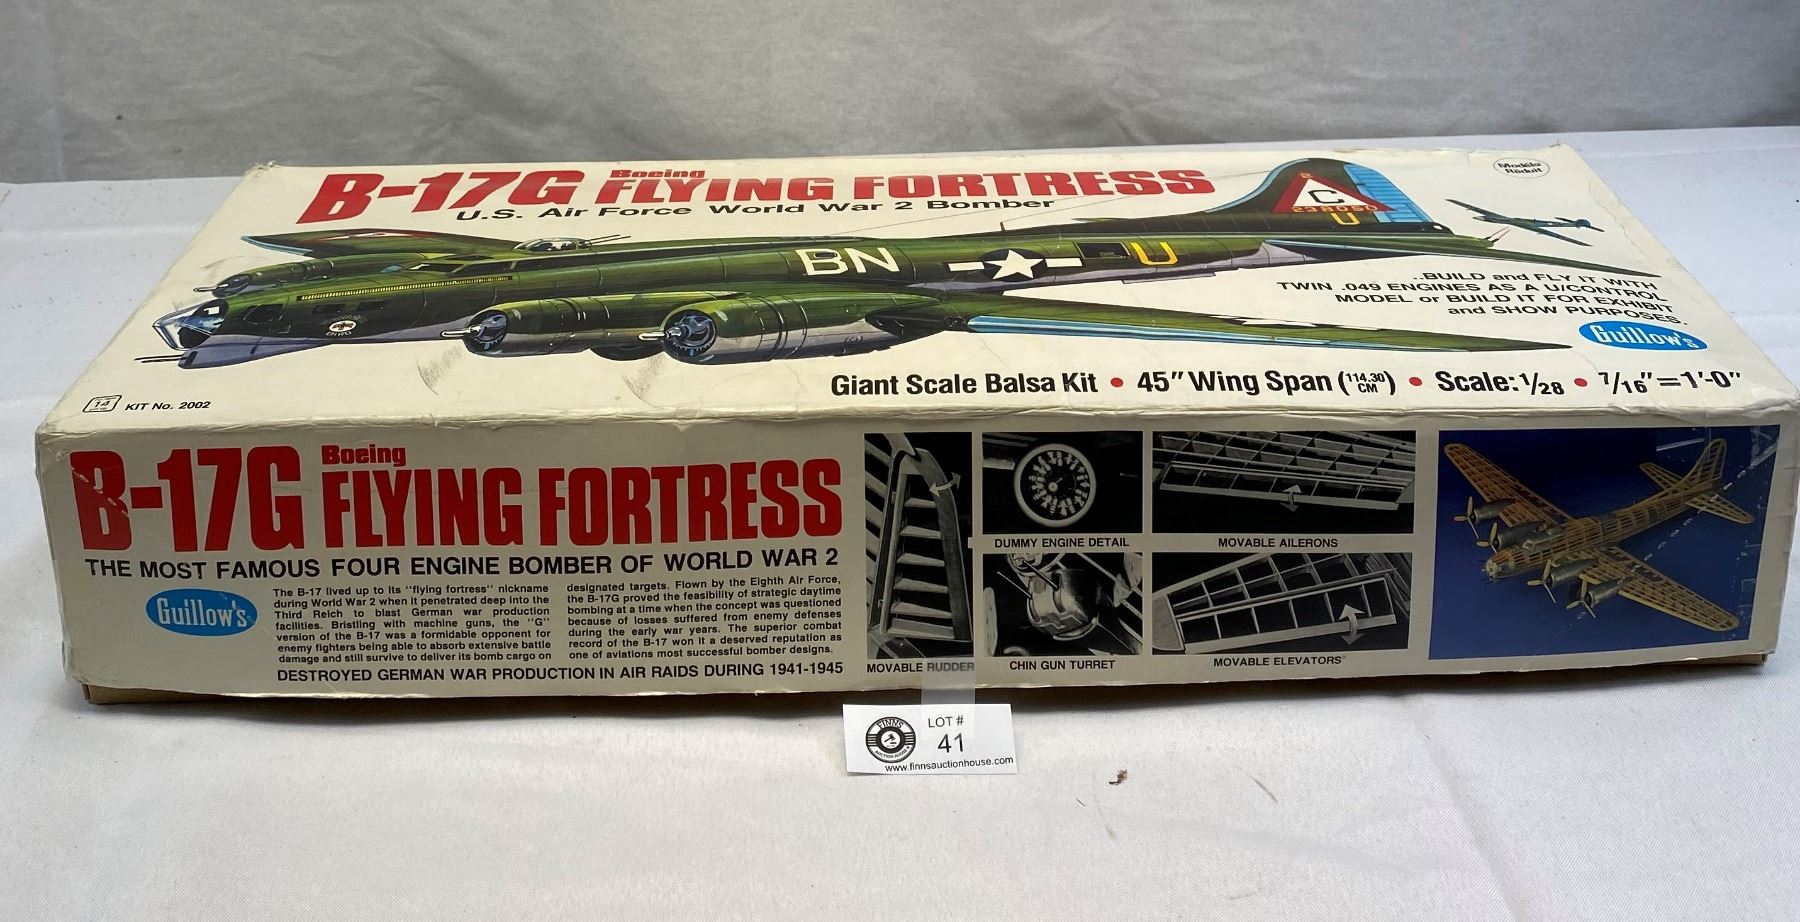 B-17G Boeing FLYING FORTRESS
U.S. Air Force World War 2 Bomber
Modèle
Réduit
C
238050
U
BN
U
...BUILD and FLY IT WITH
TWIN .049 ENGINES AS A U/CONTROL
MODEL or BUILD IT FOR EXHIBIT
and SHOW PURPOSES.
Guillow's
Giant Scale Balsa Kit • 45" Wing Span (114.30 CM) • Scale: 1/28 • 7/16"=1'-0"
14 KIT No. 2002
B-17G Boeing FLYING FORTRESS
THE MOST FAMOUS FOUR ENGINE BOMBER OF WORLD WAR 2
Guillow's
The B-17 lived up to its "flying fortress" nickname
during World War 2 when it penetrated deep into the
Third Reich to blast German war production
facilities. Bristling with machine guns, the "G"
version of the B-17 was a formidable opponent for
enemy fighters being able to absorb extensive battle
damage and still survive to deliver its bomb cargo on
designated targets. Flown by the Eighth Air Force,
the B-17G proved the feasibility of strategic daytime
bombing at a time when the concept was questioned
because of losses suffered from enemy defenses
during the early war years. The superior combat
record of the B-17 won it a deserved reputation as
one of aviations most successful bomber designs.
DESTROYED GERMAN WAR PRODUCTION IN AIR RAIDS DURING 1941-1945
MOVABLE RUDDER
DUMMY ENGINE DETAIL
CHIN GUN TURRET
MOVABLE AILERONS
MOVABLE ELEVATORS
FINNS
AUCTION HOUSE
LOT #
41
www.finnsauctionhouse.com